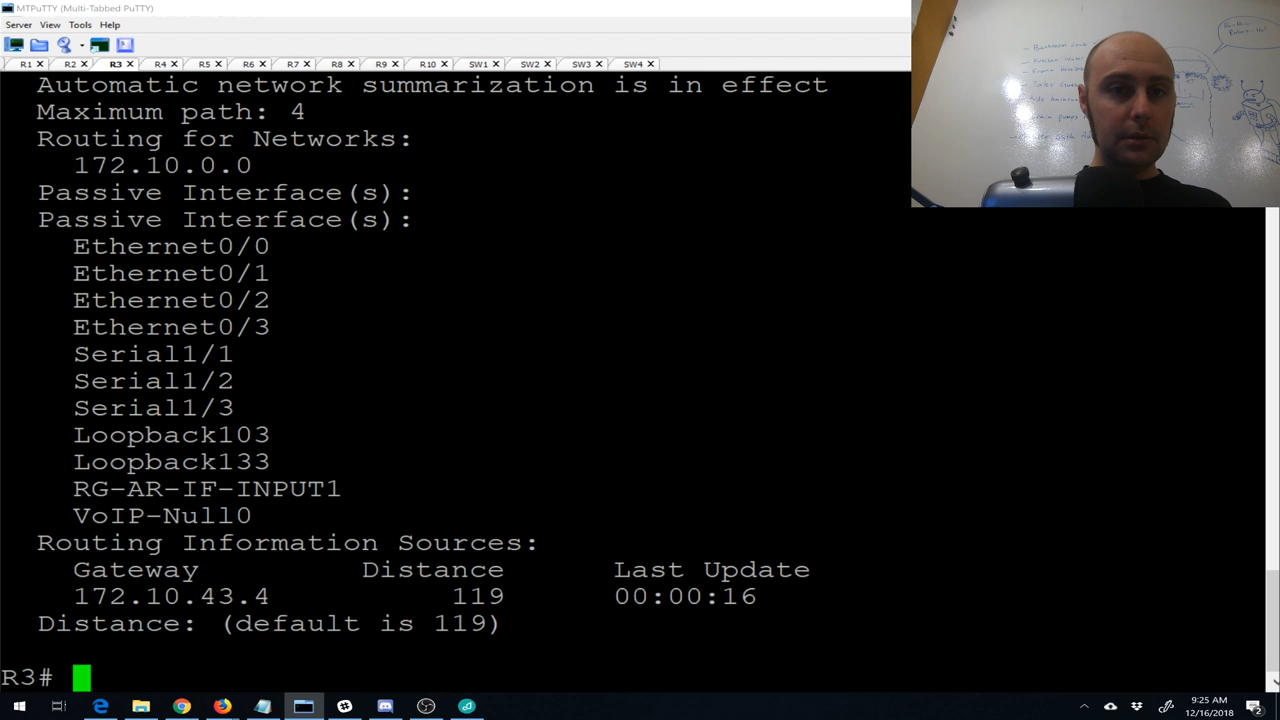 MTPuTTY (Multi-Tabbed PuTTY)
Server View Tools Help
R1 R2 R3 R4 R5 R6 R7 R8 R9 R10 SW1 SW2 SW3 SW4
Automatic network summarization is in effect
Maximum path: 4
Routing for Networks:
172.10.0.0
Passive Interface(s):
Passive Interface(s):
Ethernet0/0
Ethernet0/1
Ethernet0/2
Ethernet0/3
Serial1/1
Serial1/2
Serial1/3
Loopback103
Loopback133
RG-AR-IF-INPUT1
VoIP-Null0
Routing Information Sources:
Gateway Distance Last Update
172.10.43.4 119 00:00:16
Distance: (default is 119)
R3#
9:25 AM
12/16/2018
2